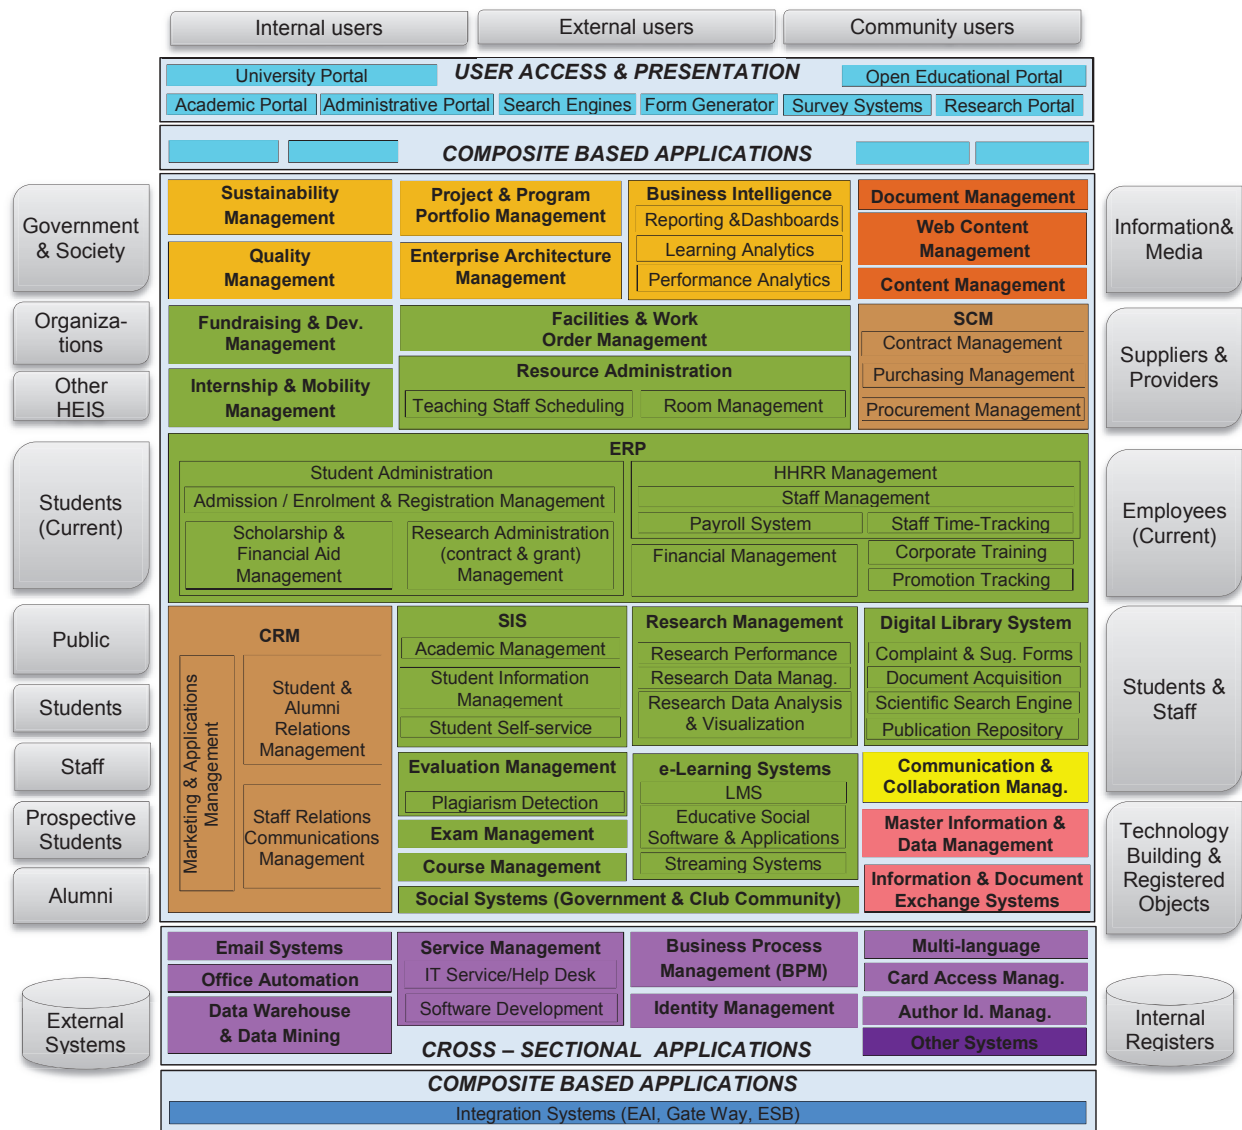 Internal users
External users
Community users
USER ACCESS & PRESENTATION
University Portal
Open Educational Portal
Academic Portal
Administrative Portal
Search Engines
Form Generator
Survey Systems
Research Portal
COMPOSITE BASED APPLICATIONS
Government
& Society
Organiza-
tions
Other
HEIS
Students
(Current)
Public
Students
Staff
Prospective
Students
Alumni
External
Systems
Sustainability
Management
Project & Program
Portfolio Management
Business Intelligence
Reporting &Dashboards
Learning Analytics
Performance Analytics
Document Management
Web Content
Management
Content Management
Quality
Management
Enterprise Architecture
Management
Fundraising & Dev.
Management
Facilities & Work
Order Management
SCM
Contract Management
Purchasing Management
Procurement Management
Internship & Mobility
Management
Resource Administration
Teaching Staff Scheduling
Room Management
ERP
Student Administration
Admission / Enrolment & Registration Management
Scholarship &
Financial Aid
Management
Research Administration
(contract & grant)
Management
HHRR Management
Staff Management
Payroll System
Staff Time-Tracking
Financial Management
Corporate Training
Promotion Tracking
CRM
Marketing & Applications
Management
Student &
Alumni
Relations
Management
Staff Relations
Communications
Management
SIS
Academic Management
Student Information
Management
Student Self-service
Research Management
Research Performance
Research Data Manag.
Research Data Analysis
& Visualization
Digital Library System
Complaint & Sug. Forms
Document Acquisition
Scientific Search Engine
Publication Repository
Evaluation Management
Plagiarism Detection
Exam Management
Course Management
e-Learning Systems
LMS
Educative Social
Software & Applications
Streaming Systems
Communication &
Collaboration Manag.
Master Information &
Data Management
Information & Document
Exchange Systems
Social Systems (Government & Club Community)
Email Systems
Office Automation
Data Warehouse
& Data Mining
Service Management
IT Service/Help Desk
Software Development
Business Process
Management (BPM)
Identity Management
Multi-language
Card Access Manag.
Author Id. Manag.
Other Systems
CROSS – SECTIONAL APPLICATIONS
COMPOSITE BASED APPLICATIONS
Integration Systems (EAI, Gate Way, ESB)
Information&
Media
Suppliers &
Providers
Employees
(Current)
Students &
Staff
Technology
Building &
Registered
Objects
Internal
Registers